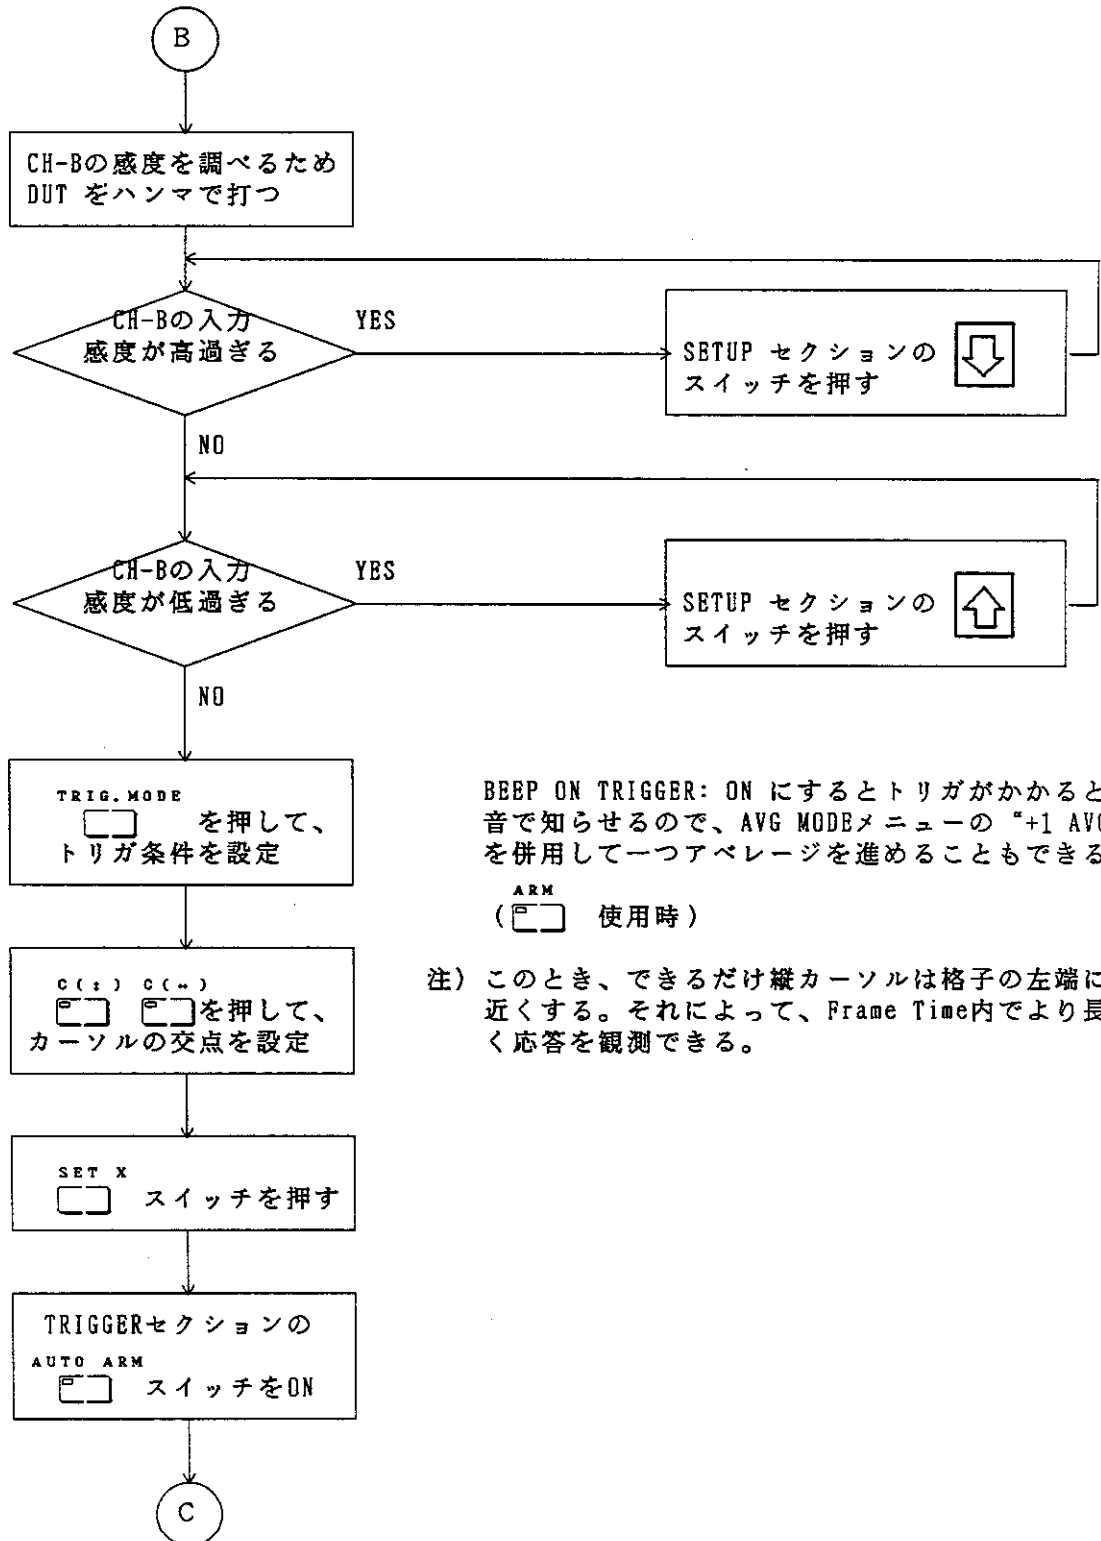 B
CH-Bの感度を調べるため
DUT をハンマで打つ
CH-Bの入力
感度が高過ぎる
YES
SETUP セクションの
スイッチを押す
NO
CH-Bの入力
感度が低過ぎる
YES
SETUP セクションの
スイッチを押す
NO
TRIG.MODE
を押して、
トリガ条件を設定
BEEP ON TRIGGER: ON にするとトリガがかかると
音で知らせるので、AVG MODEメニューの "+1 AVG
を併用して一つアベレージを進めることもできる
ARM
( 使用時)
C(↕) C(↔)
を押して、
カーソルの交点を設定
注) このとき、できるだけ縦カーソルは格子の左端に
近くする。それによって、Frame Time内でより長
く応答を観測できる。
SET X
スイッチを押す
TRIGGERセクションの
AUTO ARM
スイッチをON
C